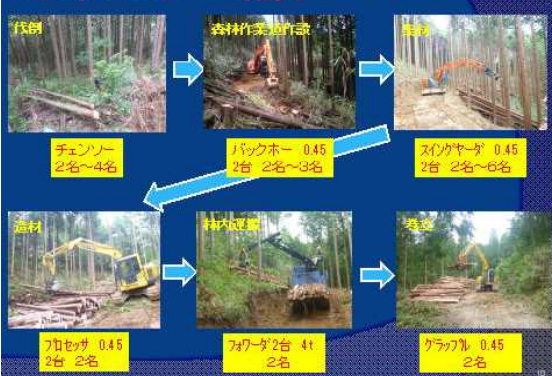 伐倒
森林作業道作設
集材
チェンソー
2名～4名
バックホー 0.45
2台 2名～3名
スイングヤーダ 0.45
2台 2名～6名
造材
林内運搬
巻立
プロセッサ 0.45
2台 2名
フォワーダ2台 4t
2名
グラップル 0.45
2名